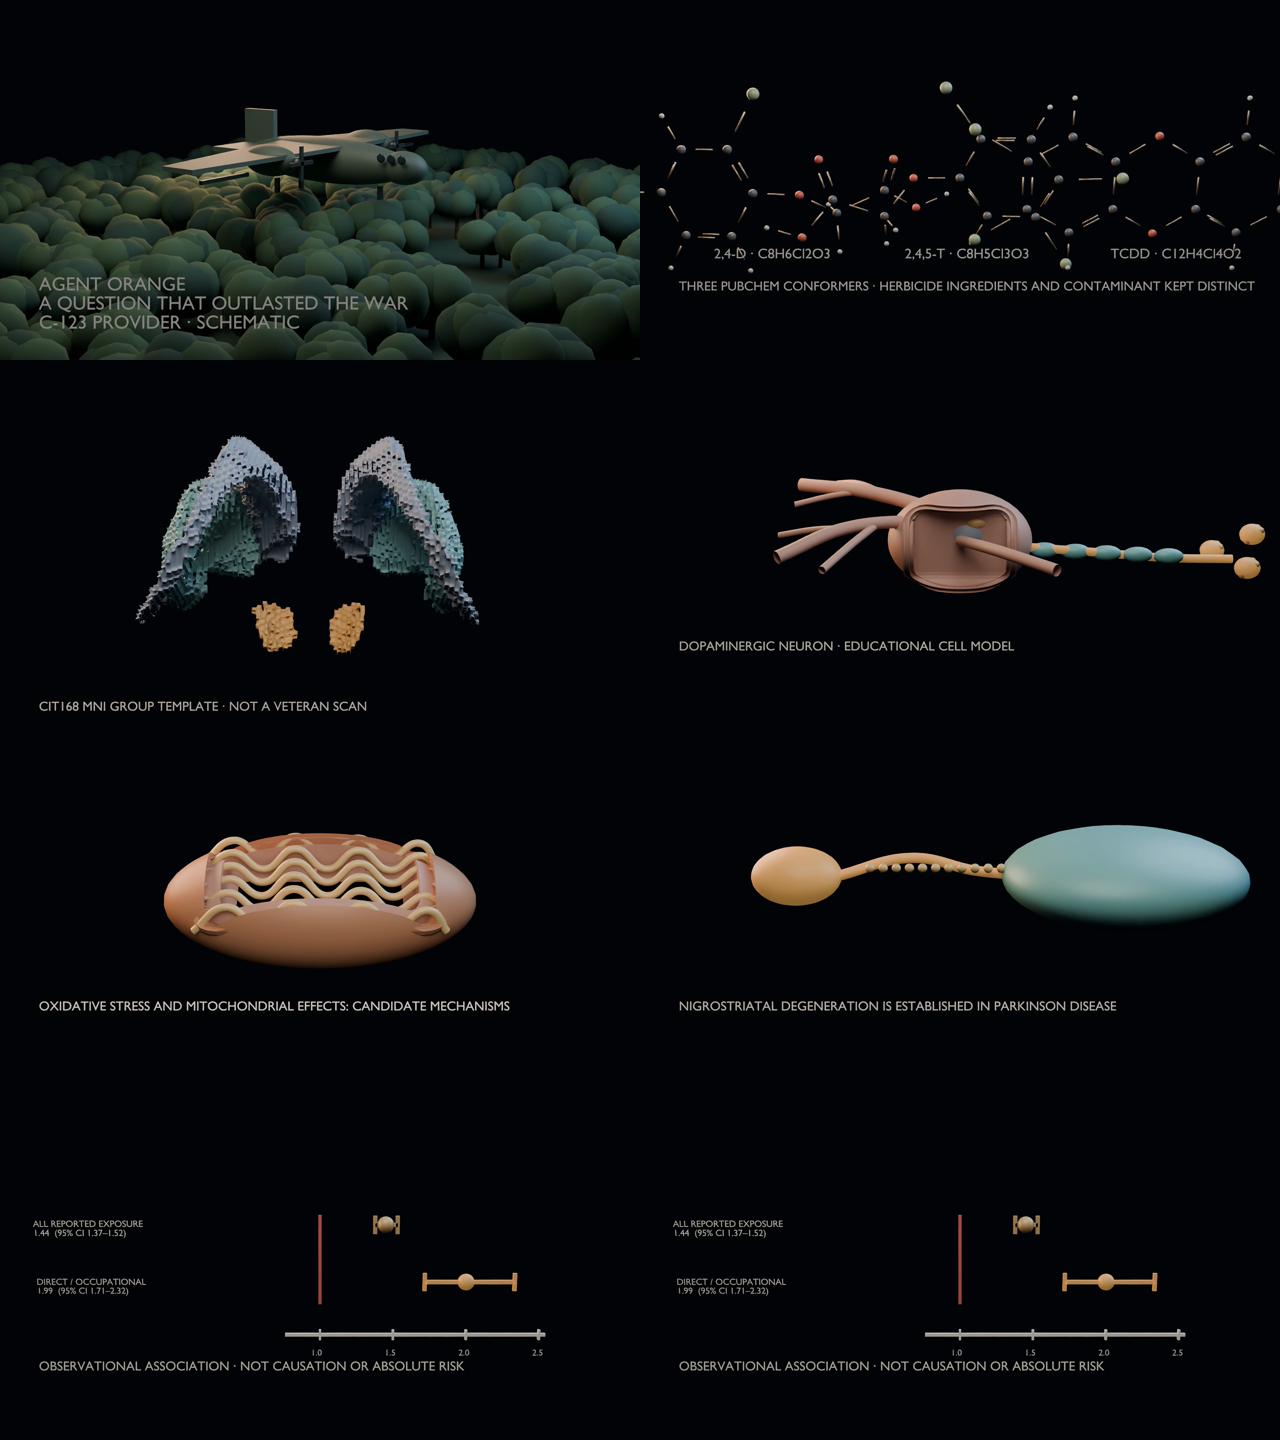 AGENT ORANGE
A QUESTION THAT OUTLASTED THE WAR
C-123 PROVIDER · SCHEMATIC
2,4-D · C8H6Cl2O3
2,4,5-T · C8H5Cl3O3
TCDD · C12H4Cl4O2
THREE PUBCHEM CONFORMERS · HERBICIDE INGREDIENTS AND CONTAMINANT KEPT DISTINCT
CIT168 MNI GROUP TEMPLATE · NOT A VETERAN SCAN
DOPAMINERGIC NEURON · EDUCATIONAL CELL MODEL
OXIDATIVE STRESS AND MITOCHONDRIAL EFFECTS: CANDIDATE MECHANISMS
NIGROSTRIATAL DEGENERATION IS ESTABLISHED IN PARKINSON DISEASE
ALL REPORTED EXPOSURE
1.44 (95% CI 1.37–1.52)
DIRECT / OCCUPATIONAL
1.99 (95% CI 1.71–2.32)
1.0 1.5 2.0 2.5
OBSERVATIONAL ASSOCIATION · NOT CAUSATION OR ABSOLUTE RISK
ALL REPORTED EXPOSURE
1.44 (95% CI 1.37–1.52)
DIRECT / OCCUPATIONAL
1.99 (95% CI 1.71–2.32)
1.0 1.5 2.0 2.5
OBSERVATIONAL ASSOCIATION · NOT CAUSATION OR ABSOLUTE RISK